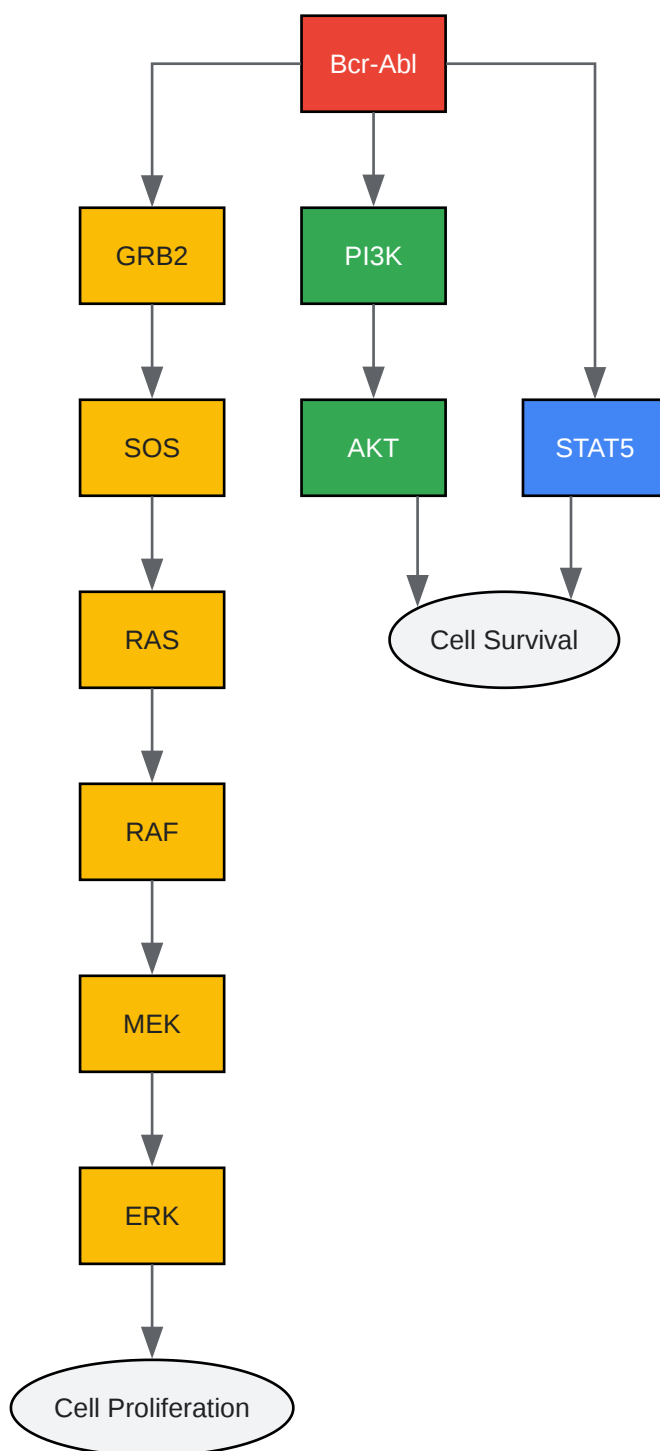 Bcr-Abl
GRB2
PI3K
SOS
AKT
STAT5
RAS
Cell Survival
RAF
MEK
ERK
Cell Proliferation